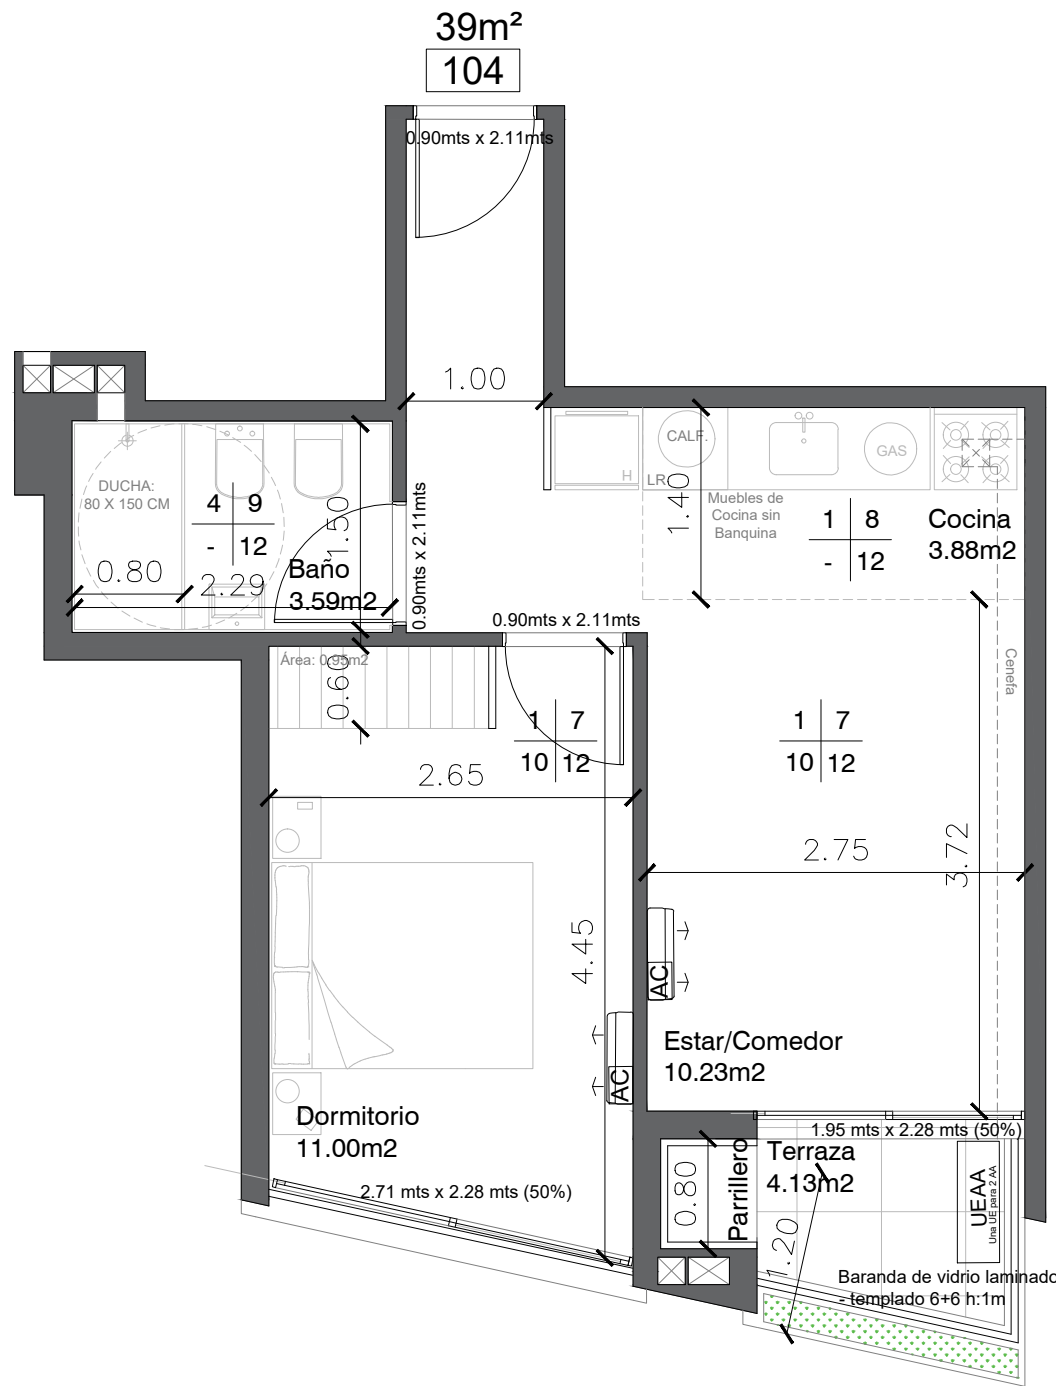 39m²
104
0.90mts x 2.11mts
1.00
DUCHA:
80 X 150 CM
4 9
- 12
0.80
2.29
1.50
Baño
3.59m2
0.90mts x 2.11mts
H
LR
CALF.
GAS
1.40
Muebles de
Cocina sin
Banquina
1 8
- 12
Cocina
3.88m2
0.90mts x 2.11mts
Área: 0.95m2
0.60
1 7
10 12
2.65
1 7
10 12
Cenefa
2.75
3.72
4.45
AC
AC
Estar/Comedor
10.23m2
Dormitorio
11.00m2
2.71 mts x 2.28 mts (50%)
1.95 mts x 2.28 mts (50%)
Parrillero
0.80
Terraza
4.13m2
1.20
UEAA
Una UE para 2 AA
Baranda de vidrio laminado
- templado 6+6 h:1m